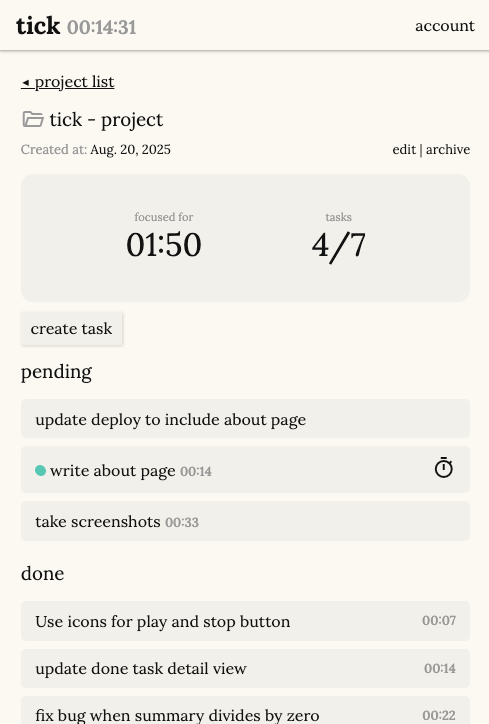 tick 00:14:31 account
◂ project list
tick - project
Created at: Aug. 20, 2025 edit | archive
focused for tasks
01:50 4/7
create task
pending
update deploy to include about page
write about page 00:14
take screenshots 00:33
done
Use icons for play and stop button 00:07
update done task detail view 00:14
fix bug when summary divides by zero 00:22